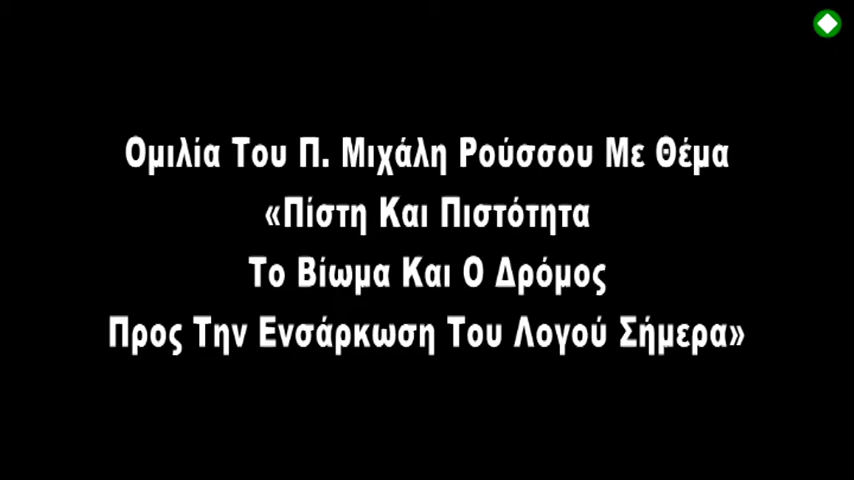 Ομιλία Του Π. Μιχάλη Ρούσσου Με Θέμα
«Πίστη Και Πιστότητα
Το Βίωμα Και Ο Δρόμος
Προς Την Ενσάρκωση Του Λογού Σήμερα»